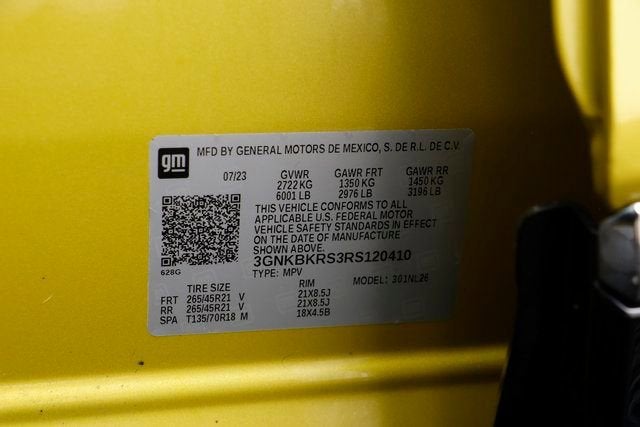 gm
MFD BY GENERAL MOTORS DE MEXICO, S. DE R.L. DE C.V.
07/23 GVWR GAWR FRT GAWR RR
2722 KG 1350 KG 1450 KG
6001 LB 2976 LB 3196 LB
THIS VEHICLE CONFORMS TO ALL
APPLICABLE U.S. FEDERAL MOTOR
VEHICLE SAFETY STANDARDS IN EFFECT
ON THE DATE OF MANUFACTURE
SHOWN ABOVE.
3GNKBKRS3RS120410
628G
TYPE: MPV MODEL: 301NL26
TIRE SIZE RIM
FRT 265/45R21 V 21X8.5J
RR 265/45R21 V 21X8.5J
SPA T135/70R18 M 18X4.5B